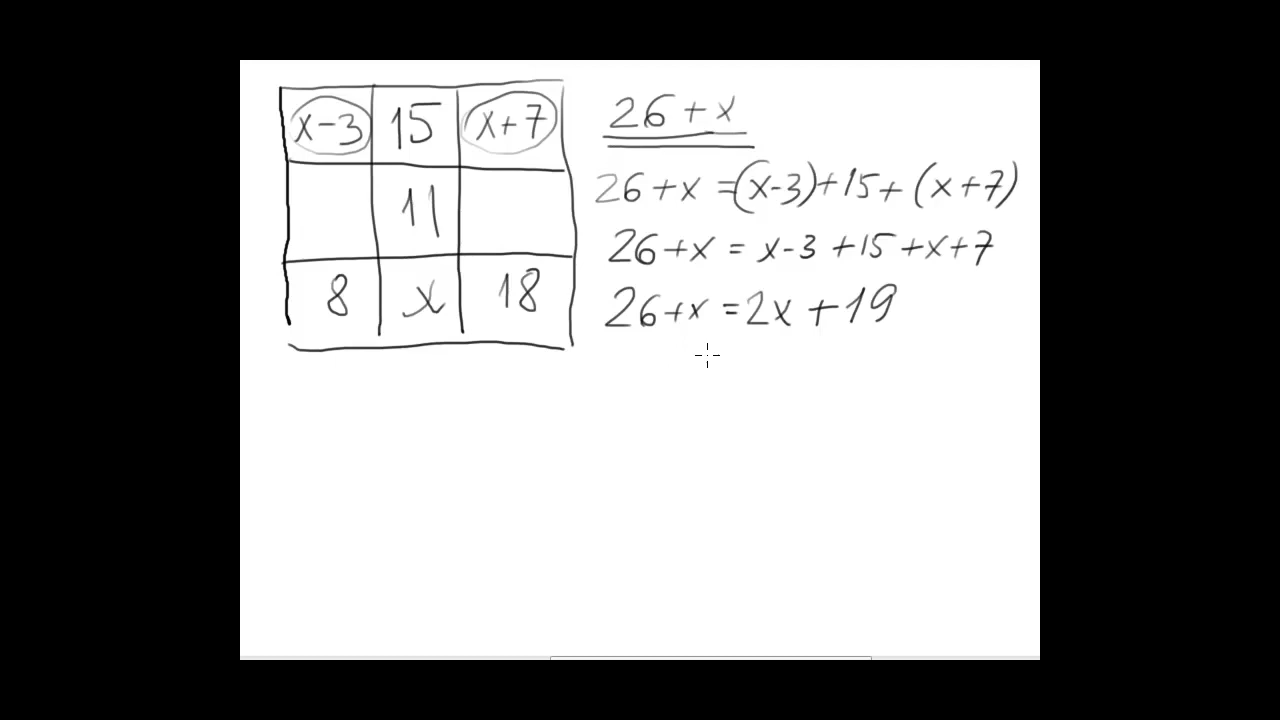 x-3 15 x+7
11
8 x 18
26+x
26+x =(x-3)+15+(x+7)
26+x = x-3+15+x+7
26+x =2x+19